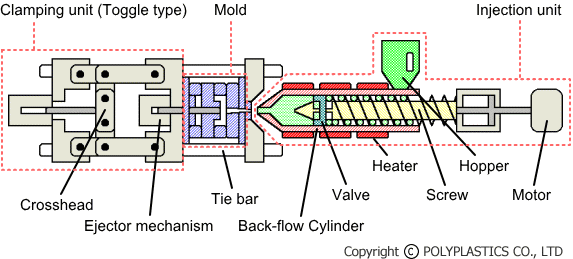 Clamping unit (Toggle type)
Mold
Injection unit
Crosshead
Ejector mechanism
Tie bar
Back-flow Cylinder
Valve
Heater
Screw
Hopper
Motor
Copyright © POLYPLASTICS CO., LTD